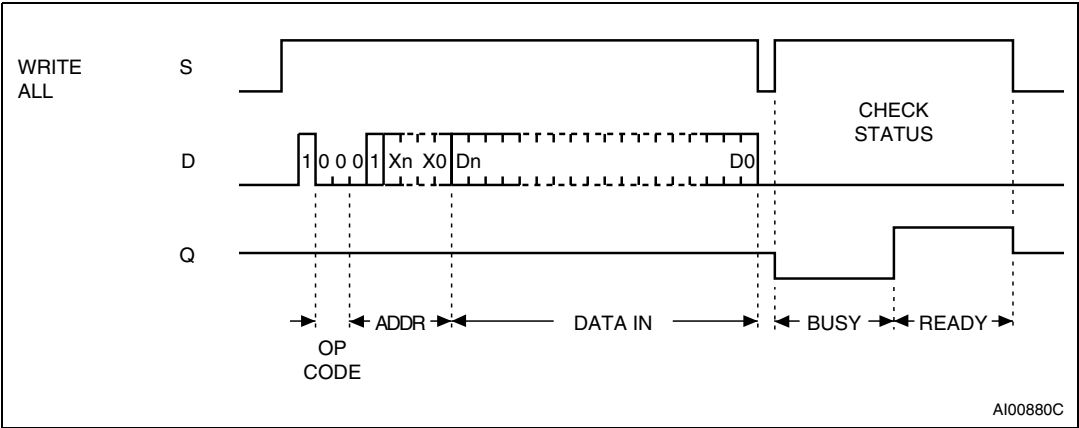 WRITE
ALL
S
CHECK
STATUS
D
1 0 0 0 1 Xn X0 Dn D0
Q
ADDR DATA IN BUSY READY
OP
CODE
AI00880C